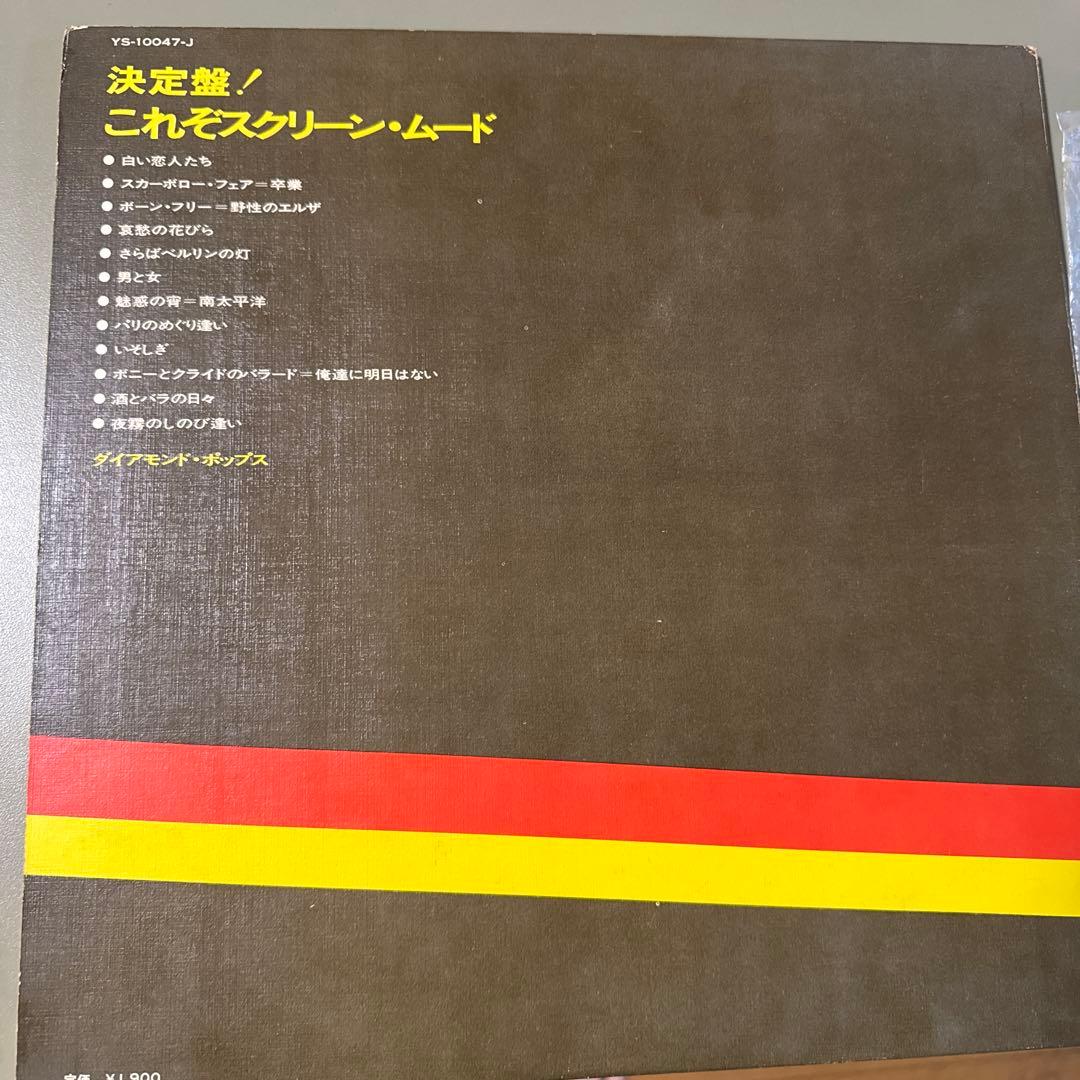 YS-10047-J
決定盤!
これぞスクリーン・ムード
● 白い恋人たち
● スカーボロー・フェア=卒業
● ボーン・フリー=野性のエルザ
● 哀愁の花びら
● さらばベルリンの灯
● 男と女
● 魅惑の宵=南太平洋
● パリのめぐり逢い
● いそしぎ
● ボニーとクライドのバラード=俺達に明日はない
● 酒とバラの日々
● 夜霧のしのび逢い
ダイアモンド・ポップス
定価 ¥1,900